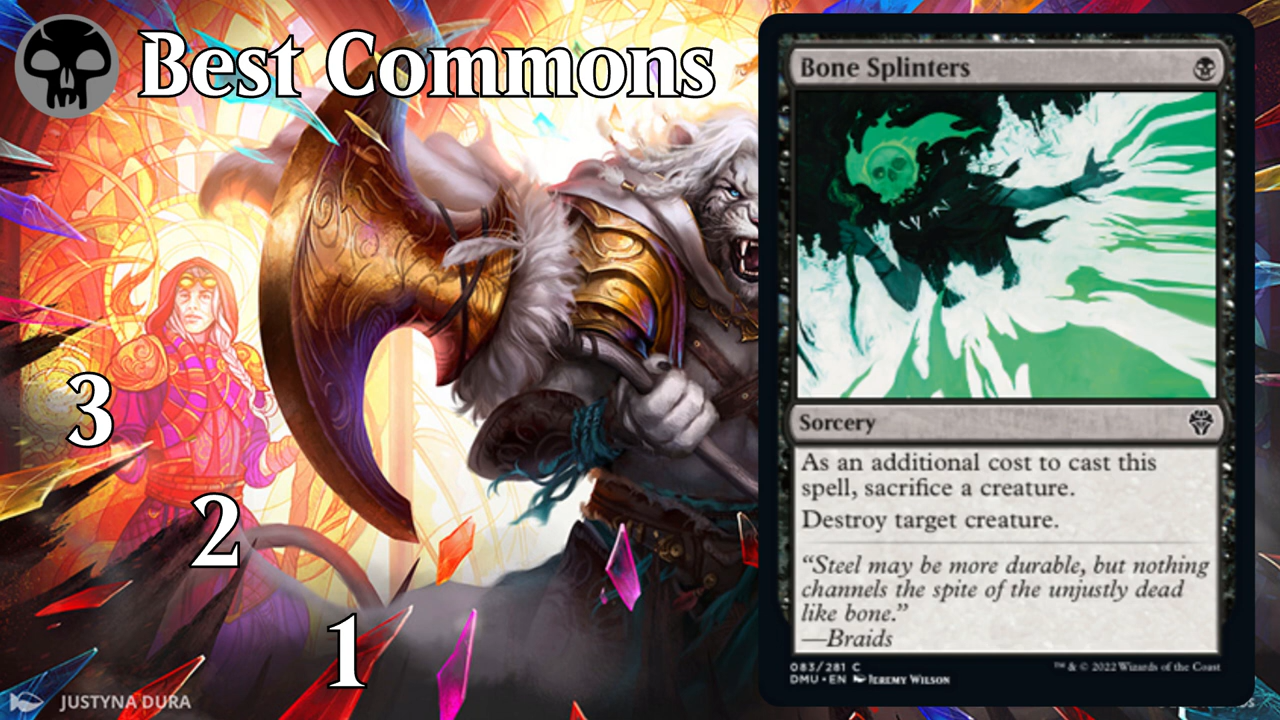 Best Commons
3
2
1
JUSTYNA DURA
Bone Splinters
Sorcery
As an additional cost to cast this
spell, sacrifice a creature.
Destroy target creature.
“Steel may be more durable, but nothing
channels the spite of the unjustly dead
like bone.”
—Braids
083/281 C
DMU • EN JEREMY WILSON
™ & © 2022 Wizards of the Coast